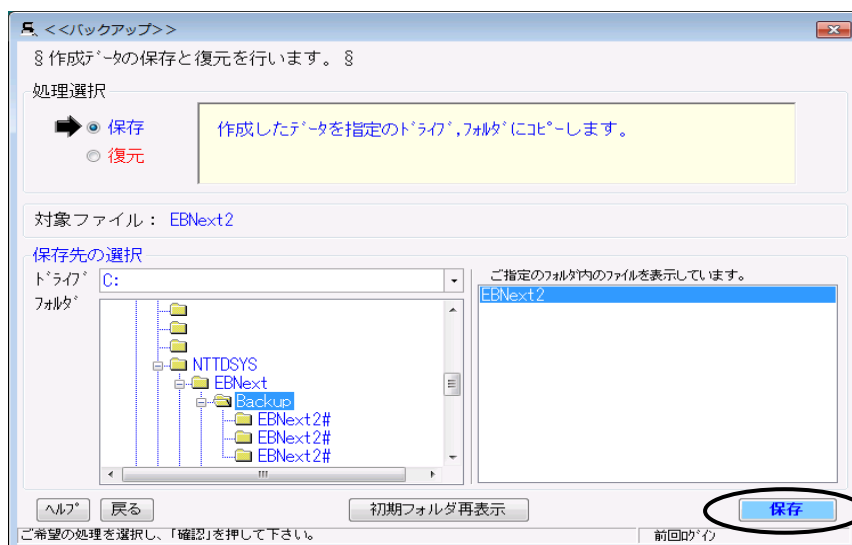 <<バックアップ>>
§作成ﾃﾞｰﾀの保存と復元を行います。§
処理選択
保存
復元
作成したﾃﾞｰﾀを指定のﾄﾞﾗｲﾌﾞ,ﾌｫﾙﾀﾞにｺﾋﾟｰします。
対象ファイル： EBNext2
保存先の選択
ﾄﾞﾗｲﾌﾞ C:
ﾌｫﾙﾀﾞ
NTTDSYS
EBNext
Backup
EBNext2#
EBNext2#
EBNext2#
ご指定のﾌｫﾙﾀﾞ内のﾌｧｲﾙを表示しています。
EBNext2
ﾍﾙﾌﾟ 戻る 初期フォルダ再表示 保存
ご希望の処理を選択し、「確認」を押して下さい。 前回ﾛｸﾞｲﾝ